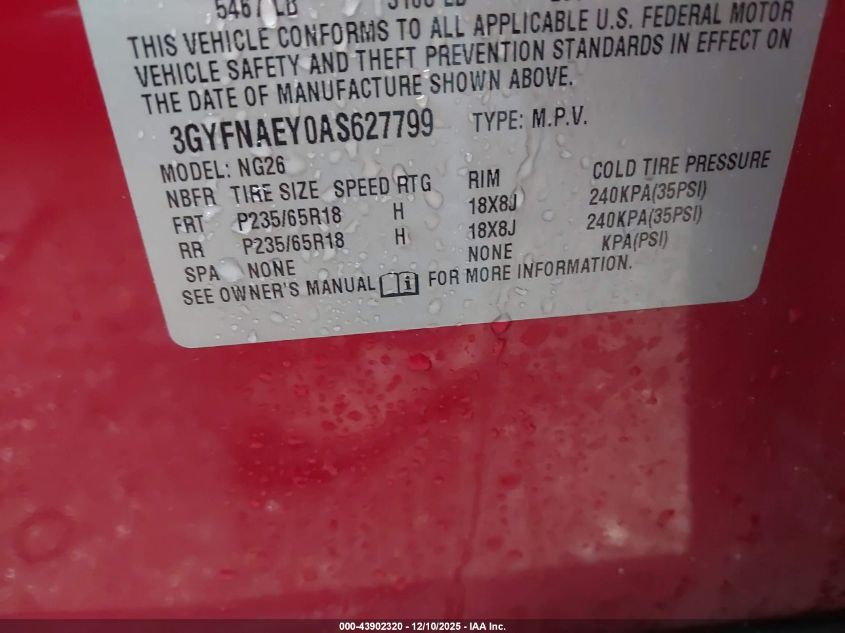 5467 LB
THIS VEHICLE CONFORMS TO ALL APPLICABLE U.S. FEDERAL MOTOR
VEHICLE SAFETY AND THEFT PREVENTION STANDARDS IN EFFECT ON
THE DATE OF MANUFACTURE SHOWN ABOVE.
3GYFNAEY0AS627799 TYPE: M.P.V.
MODEL: NG26
NBFR TIRE SIZE SPEED RTG RIM COLD TIRE PRESSURE
FRT P235/65R18 H 18X8J 240KPA(35PSI)
RR P235/65R18 H 18X8J 240KPA(35PSI)
SPA NONE NONE KPA(PSI)
SEE OWNER'S MANUAL FOR MORE INFORMATION.
000-43902320 - 12/10/2025 - IAA Inc.